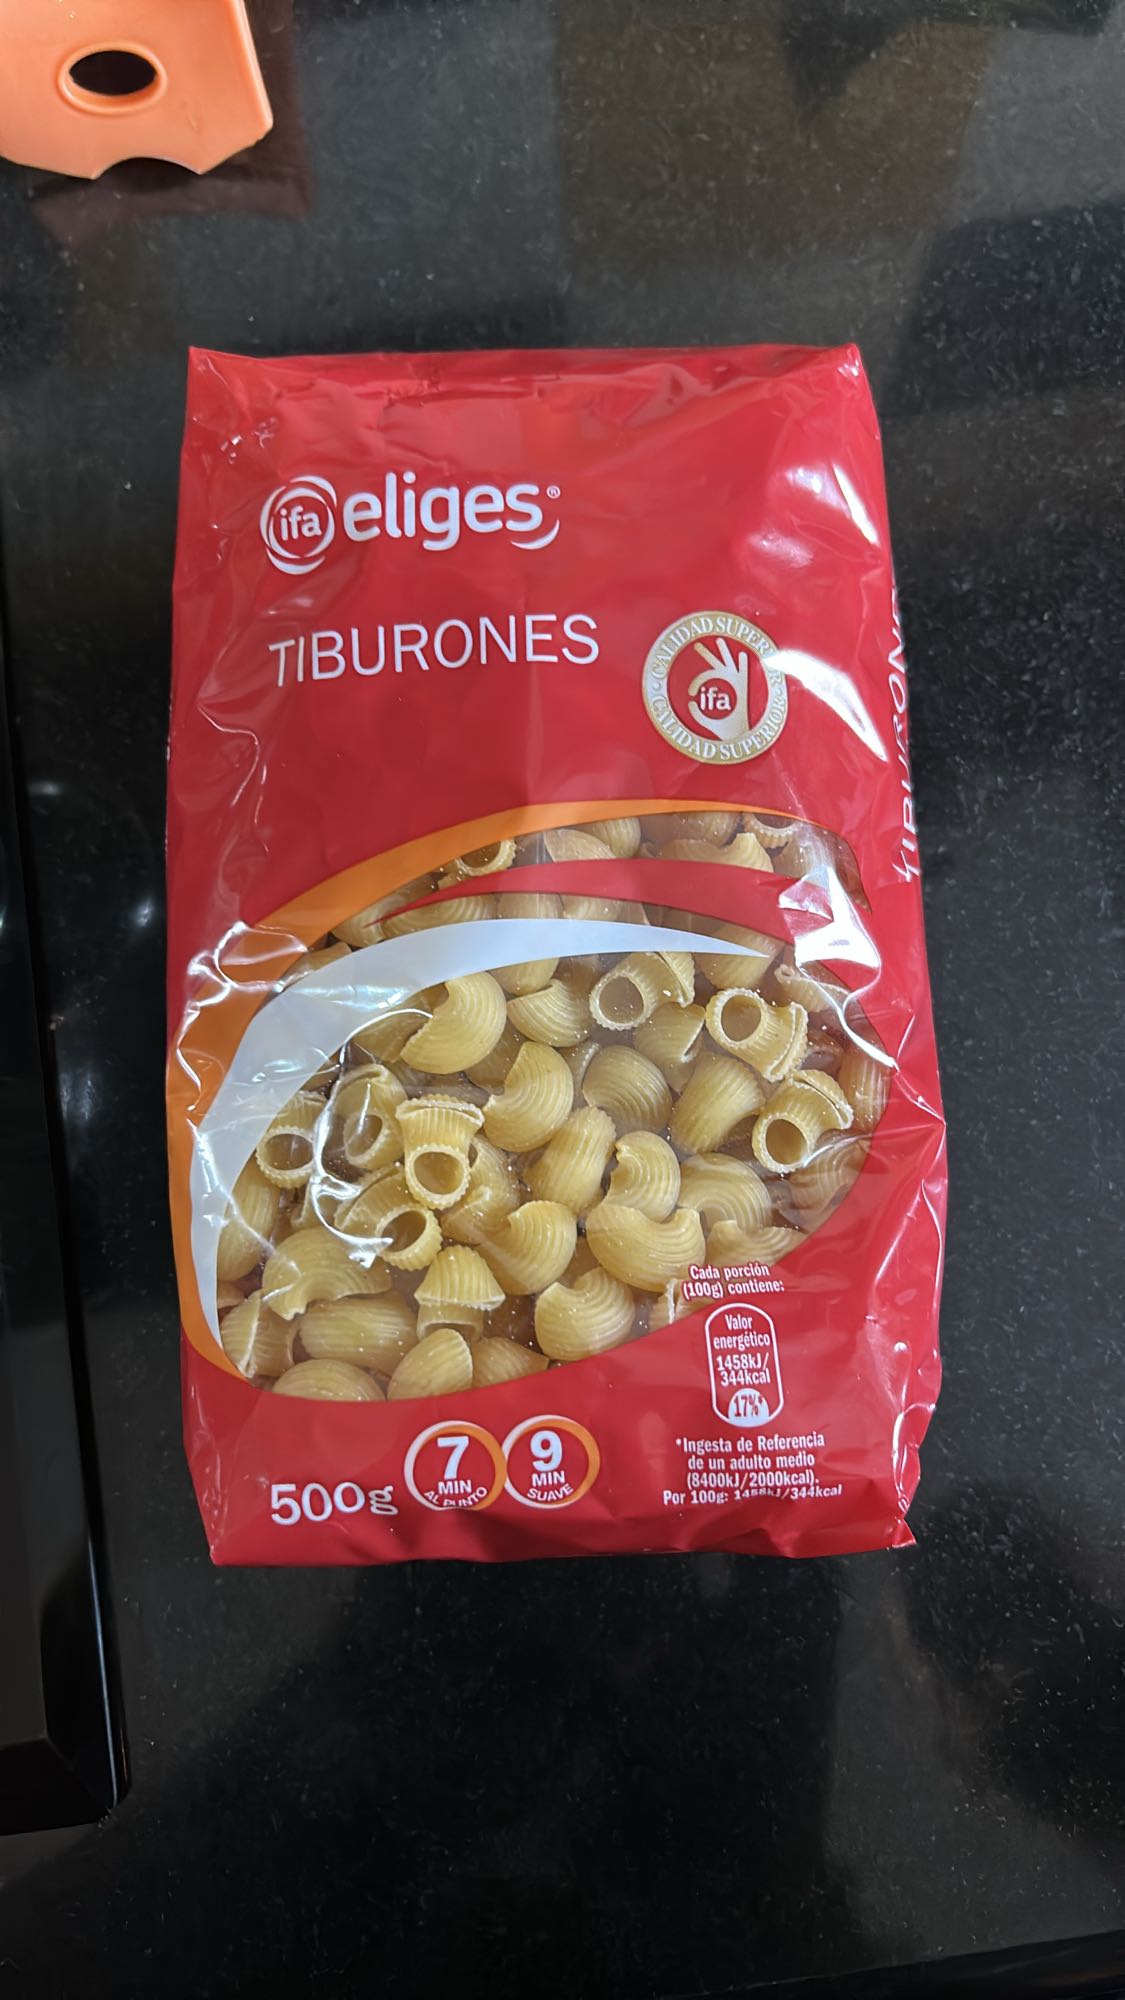 ifa eliges®
TIBURONES
CALIDAD SUPERIOR
ifa
CALIDAD SUPERIOR
TIBURONES
Cada porción
(100g) contiene:
Valor
energético
1458kJ/
344kcal
17%*
*Ingesta de Referencia
de un adulto medio
(8400kJ/2000kcal).
Por 100g: 1458kJ/344kcal
500g
7
MIN
AL PUNTO
9
MIN
SUAVE